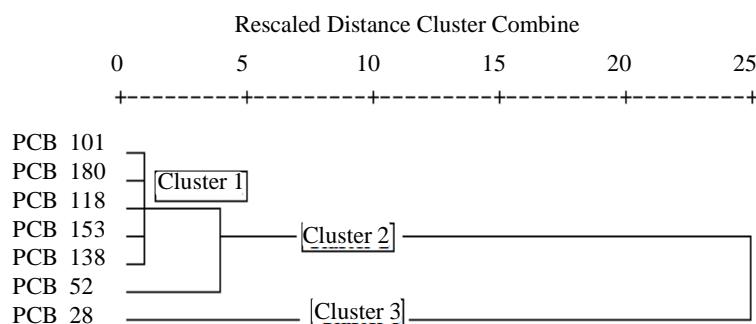 Rescaled Distance Cluster Combine
0 5 10 15 20 25
PCB 101
PCB 180
Cluster 1
PCB 118
PCB 153
Cluster 2
PCB 138
PCB 52
PCB 28
Cluster 3